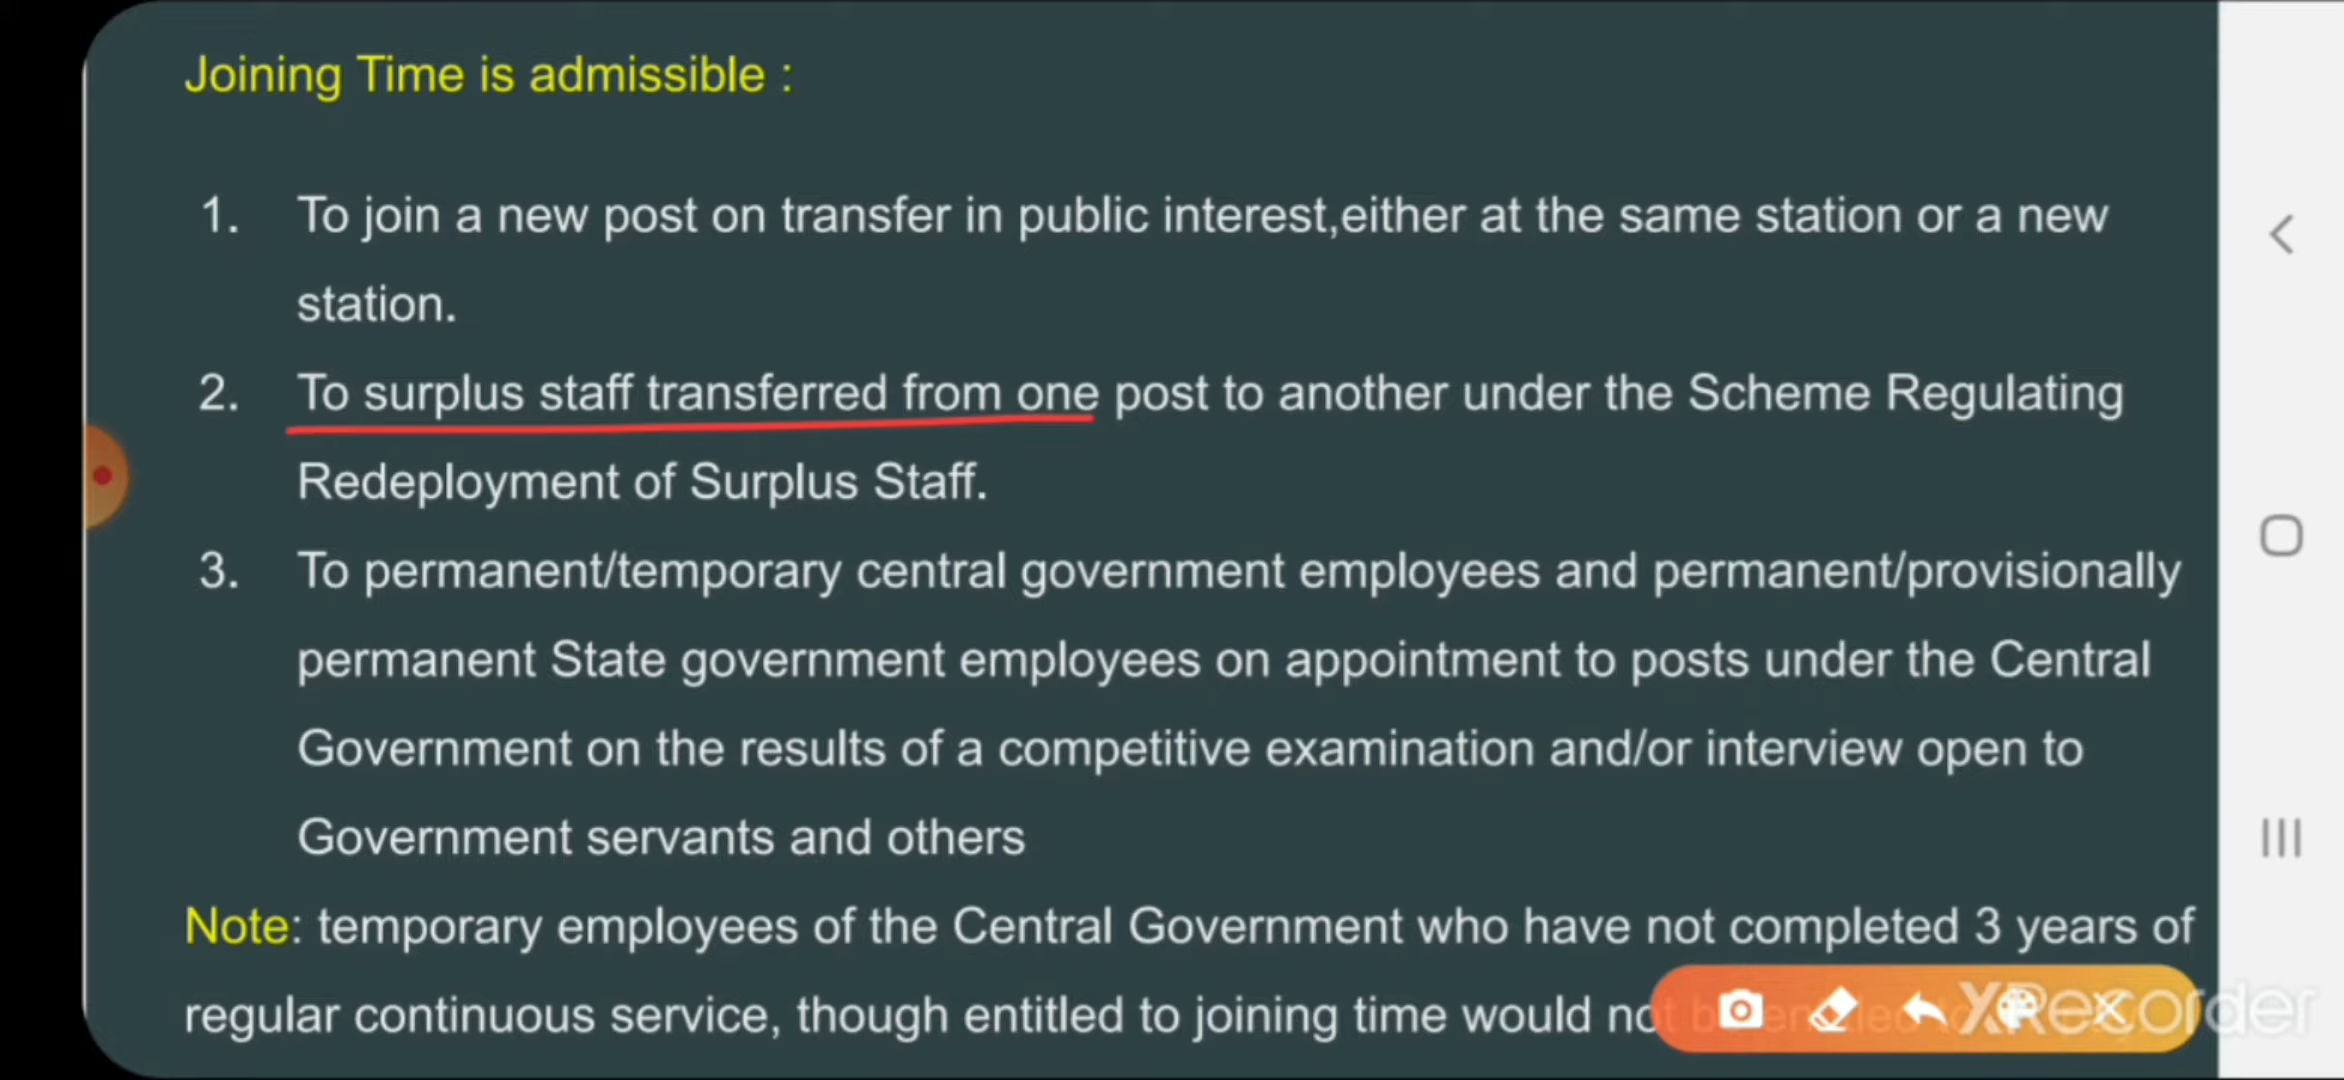 Joining Time is admissible :
1. To join a new post on transfer in public interest,either at the same station or a new
station.
2. To surplus staff transferred from one post to another under the Scheme Regulating
Redeployment of Surplus Staff.
3. To permanent/temporary central government employees and permanent/provisionally
permanent State government employees on appointment to posts under the Central
Government on the results of a competitive examination and/or interview open to
Government servants and others
Note: temporary employees of the Central Government who have not completed 3 years of
regular continuous service, though entitled to joining time would not
XRecorder